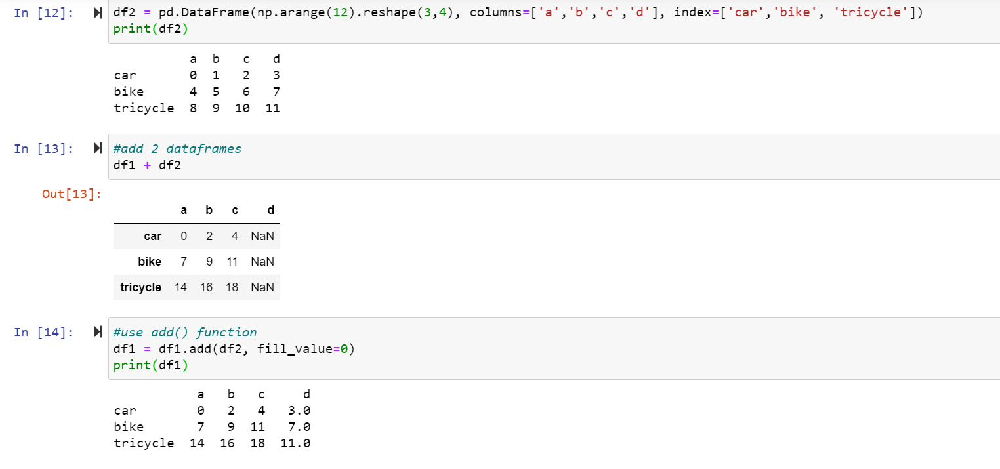 In [12]: df2 = pd.DataFrame(np.arange(12).reshape(3,4), columns=['a','b','c','d'], index=['car','bike', 'tricycle'])
print(df2)
a b c d
car 0 1 2 3
bike 4 5 6 7
tricycle 8 9 10 11
In [13]: #add 2 dataframes
df1 + df2
Out[13]:
a b c d
car 0 2 4 NaN
bike 7 9 11 NaN
tricycle 14 16 18 NaN
In [14]: #use add() function
df1 = df1.add(df2, fill_value=0)
print(df1)
a b c d
car 0 2 4 3.0
bike 7 9 11 7.0
tricycle 14 16 18 11.0